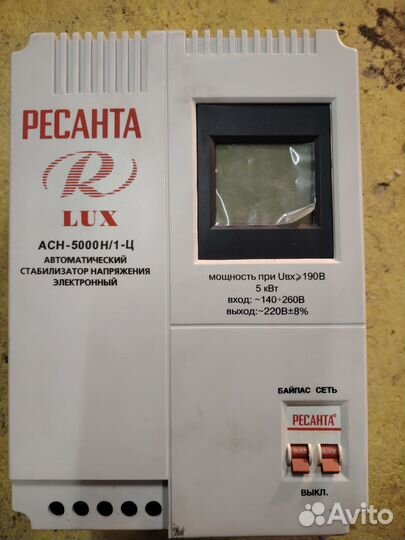 РЕСАНТА
R
LUX
АСН-5000Н/1-Ц
АВТОМАТИЧЕСКИЙ
СТАБИЛИЗАТОР НАПРЯЖЕНИЯ
ЭЛЕКТРОННЫЙ
мощность при Uвх⩾190В
5 кВт
вход: ~140÷260В
выход:~220В±8%
БАЙПАС СЕТЬ
РЕСАНТА
ВЫКЛ.
Avito